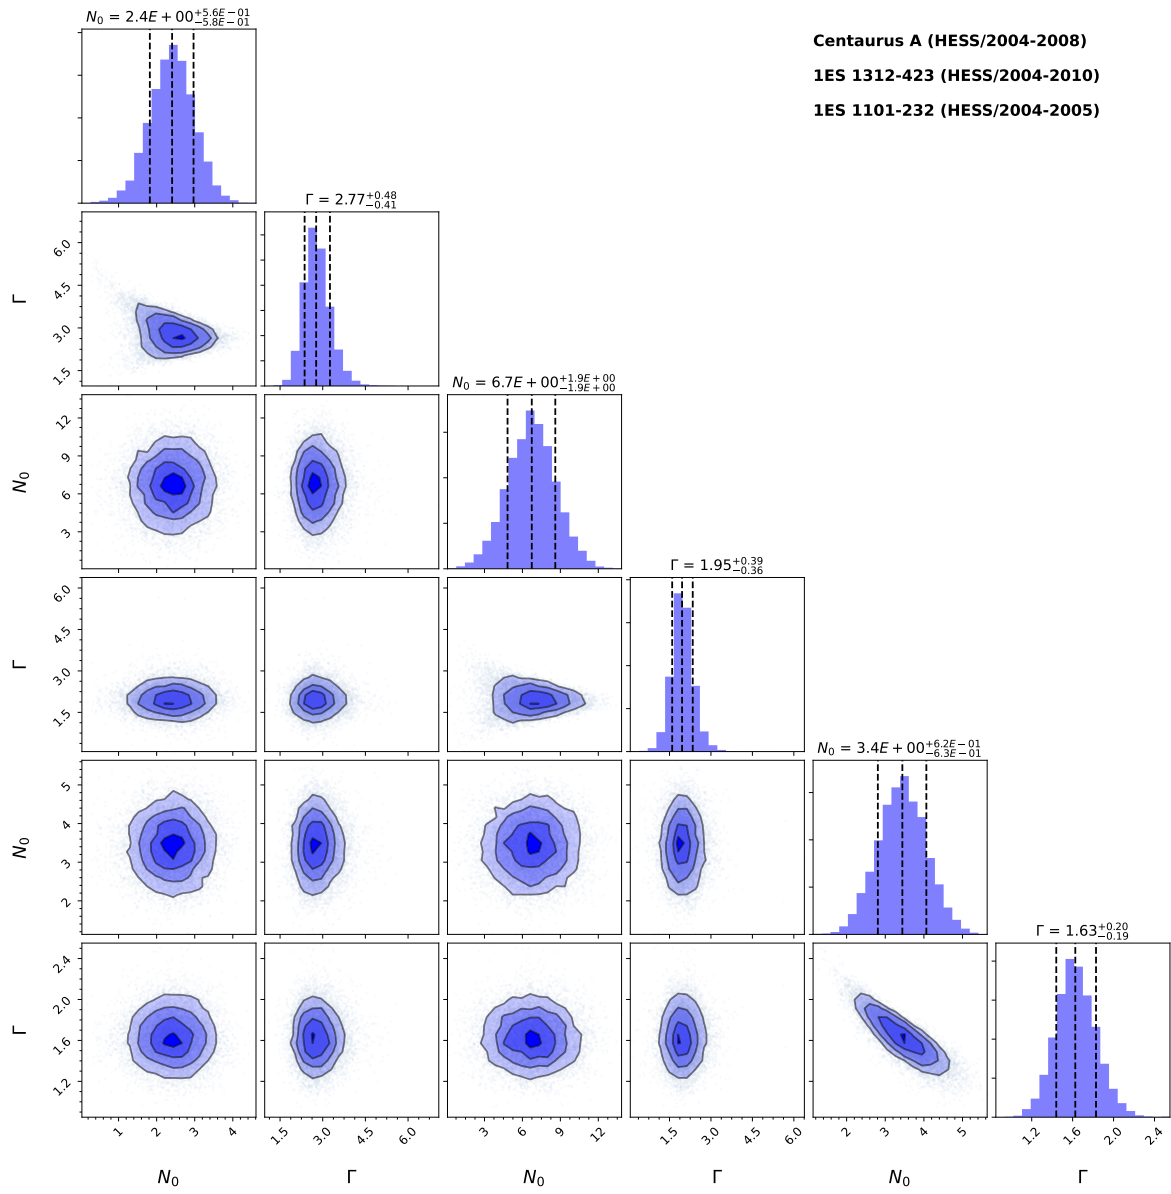 N₀ = 2.4E + 00 +5.6E−01 −5.8E−01
Centaurus A (HESS/2004-2008)
1ES 1312-423 (HESS/2004-2010)
1ES 1101-232 (HESS/2004-2005)
Γ = 2.77 +0.48 −0.41
Γ
6.0
4.5
3.0
1.5
N₀ = 6.7E + 00 +1.9E+00 −1.9E+00
N₀
12
9
6
3
Γ = 1.95 +0.39 −0.36
Γ
6.0
4.5
3.0
1.5
N₀ = 3.4E + 00 +6.2E−01 −6.3E−01
N₀
5
4
3
2
Γ = 1.63 +0.20 −0.19
Γ
2.4
2.0
1.6
1.2
1 2 3 4 1.5 3.0 4.5 6.0 3 6 9 12 1.5 3.0 4.5 6.0 2 3 4 5 1.2 1.6 2.0 2.4
N₀ Γ N₀ Γ N₀ Γ